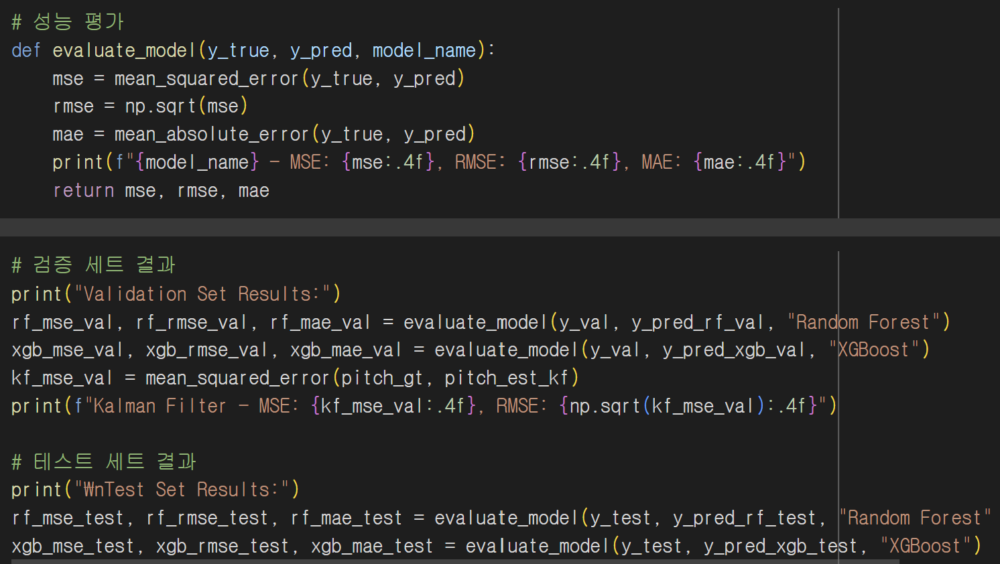 # 성능 평가
def evaluate_model(y_true, y_pred, model_name):
    mse = mean_squared_error(y_true, y_pred)
    rmse = np.sqrt(mse)
    mae = mean_absolute_error(y_true, y_pred)
    print(f"{model_name} - MSE: {mse:.4f}, RMSE: {rmse:.4f}, MAE: {mae:.4f}")
    return mse, rmse, mae
# 검증 세트 결과
print("Validation Set Results:")
rf_mse_val, rf_rmse_val, rf_mae_val = evaluate_model(y_val, y_pred_rf_val, "Random Forest")
xgb_mse_val, xgb_rmse_val, xgb_mae_val = evaluate_model(y_val, y_pred_xgb_val, "XGBoost")
kf_mse_val = mean_squared_error(pitch_gt, pitch_est_kf)
print(f"Kalman Filter - MSE: {kf_mse_val:.4f}, RMSE: {np.sqrt(kf_mse_val):.4f}")
# 테스트 세트 결과
print("₩nTest Set Results:")
rf_mse_test, rf_rmse_test, rf_mae_test = evaluate_model(y_test, y_pred_rf_test, "Random Forest"
xgb_mse_test, xgb_rmse_test, xgb_mae_test = evaluate_model(y_test, y_pred_xgb_test, "XGBoost")